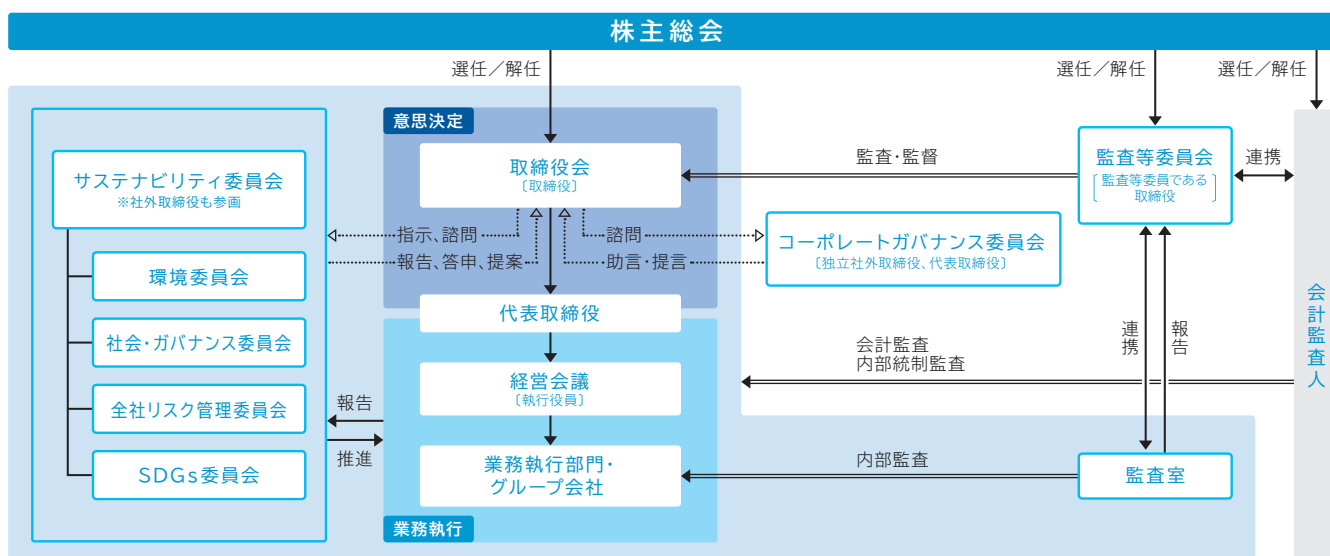 株主総会
選任／解任
選任／解任
選任／解任
意思決定
取締役会
〔取締役〕
監査・監督
監査等委員会
〔監査等委員である
取締役〕
連携
サステナビリティ委員会
※社外取締役も参画
指示、諮問
諮問
報告、答申、提案
助言・提言
コーポレートガバナンス委員会
〔独立社外取締役、代表取締役〕
環境委員会
社会・ガバナンス委員会
全社リスク管理委員会
SDGs委員会
代表取締役
経営会議
〔執行役員〕
会計監査
内部統制監査
連携
報告
会計監査人
報告
推進
業務執行部門・
グループ会社
内部監査
監査室
業務執行